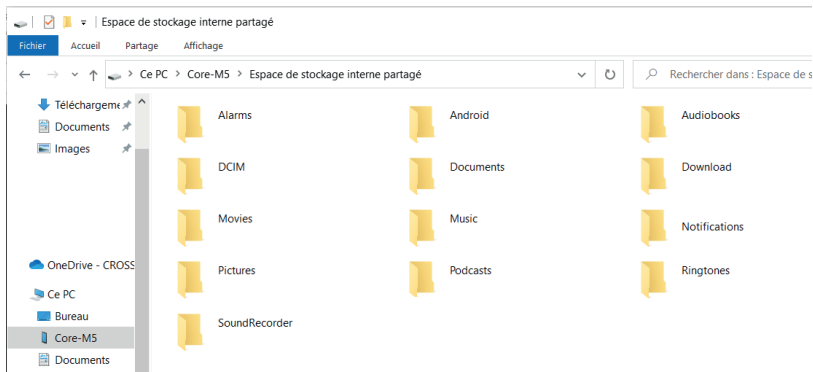 Espace de stockage interne partagé
Fichier Accueil Partage Affichage
Ce PC > Core-M5 > Espace de stockage interne partagé
Rechercher dans : Espace de s
Téléchargeme
Documents
Images
OneDrive - CROSS
Ce PC
Bureau
Core-M5
Documents
Alarms Android Audiobooks
DCIM Documents Download
Movies Music Notifications
Pictures Podcasts Ringtones
SoundRecorder